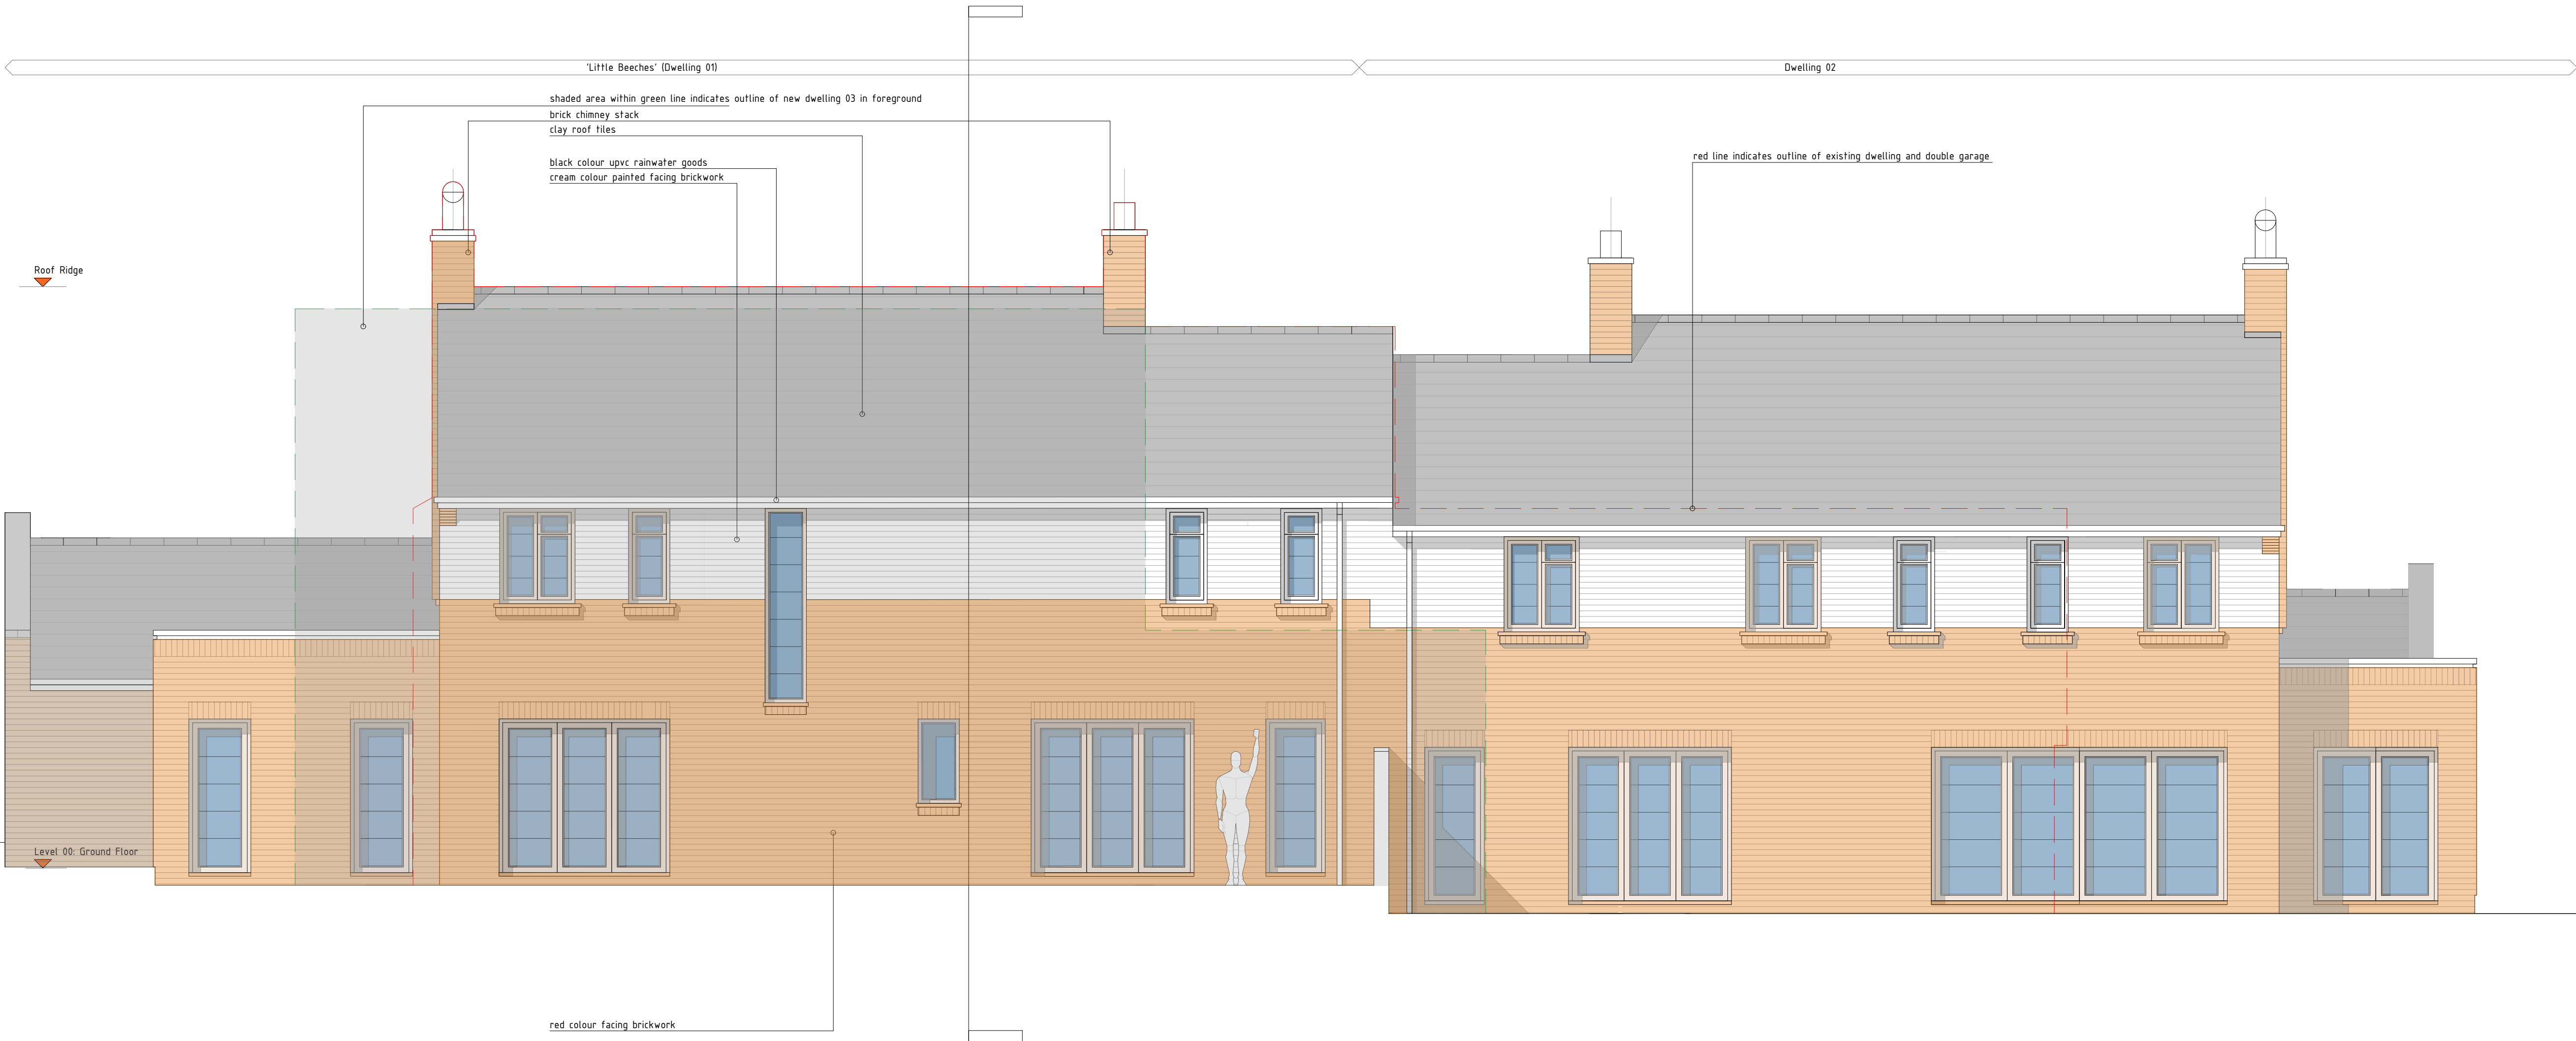 'Little Beeches' (Dwelling 01)
Dwelling 02
shaded area within green line indicates outline of new dwelling 03 in foreground
brick chimney stack
clay roof tiles
black colour upvc rainwater goods
cream colour painted facing brickwork
red line indicates outline of existing dwelling and double garage
Roof Ridge
Level 00: Ground Floor
red colour facing brickwork